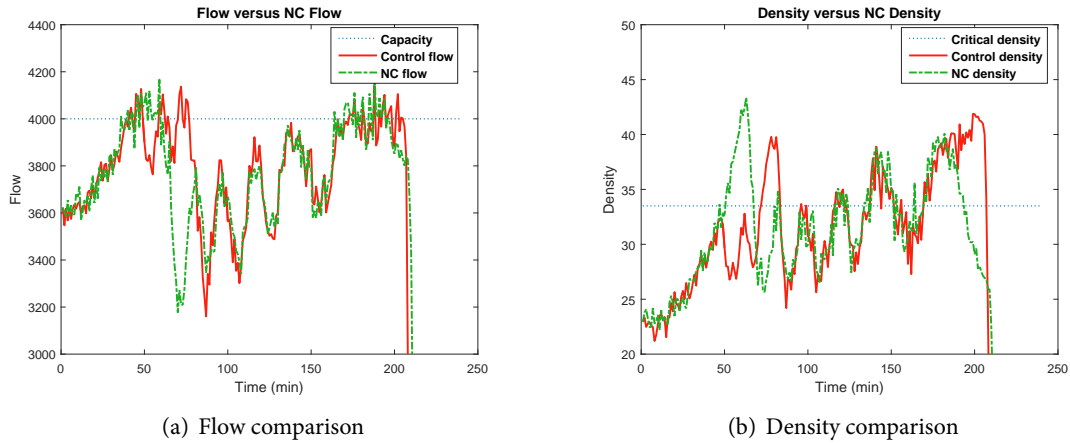 Flow versus NC Flow
4400
4200
4000
3800
3600
3400
3200
3000
Flow
0 50 100 150 200 250
Time (min)
Capacity
Control flow
NC flow
(a) Flow comparison
Density versus NC Density
50
45
40
35
30
25
20
Density
0 50 100 150 200 250
Time (min)
Critical density
Control density
NC density
(b) Density comparison